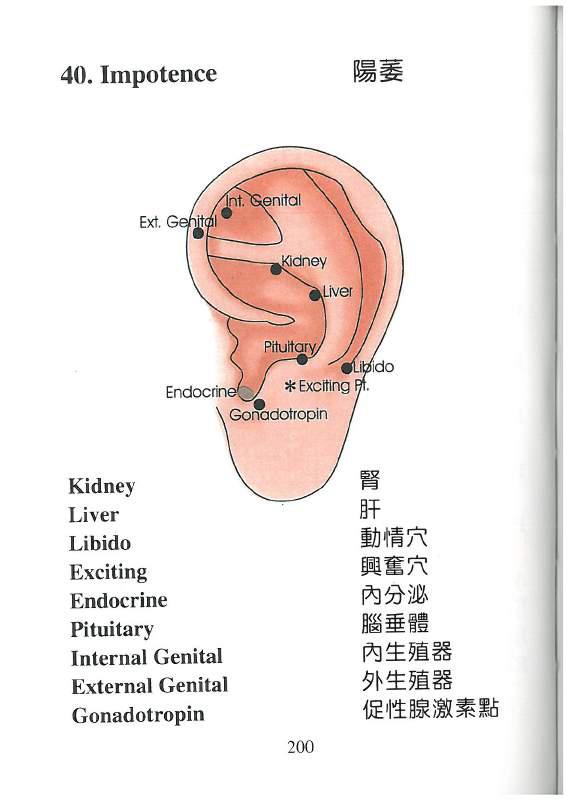 40. Impotence 陽萎
Int. Genital
Ext. Genital
Kidney
Liver
Pituitary
Libido
Endocrine
*Exciting Pt.
Gonadotropin
Kidney 腎
Liver 肝
Libido 動情穴
Exciting 興奮穴
Endocrine 內分泌
Pituitary 腦垂體
Internal Genital 內生殖器
External Genital 外生殖器
Gonadotropin 促性腺激素點
200